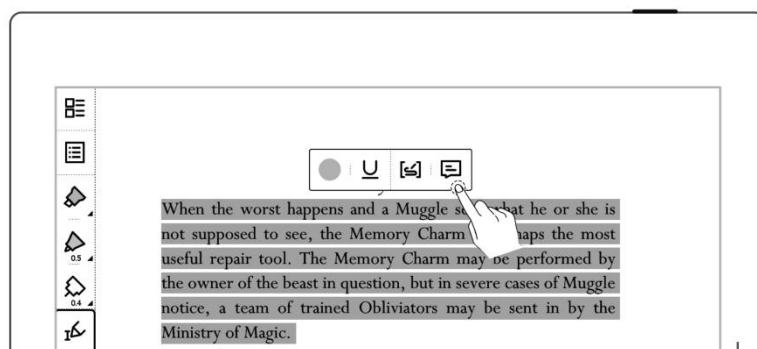 When the worst happens and a Muggle hat he or she is
not supposed to see, the Memory Charm the most
useful repair tool. The Memory Charm may be performed by
the owner of the beast in question, but in severe cases of Muggle
notice, a team of trained Obliviators may be sent in by the
Ministry of Magic.
0.5
0.4